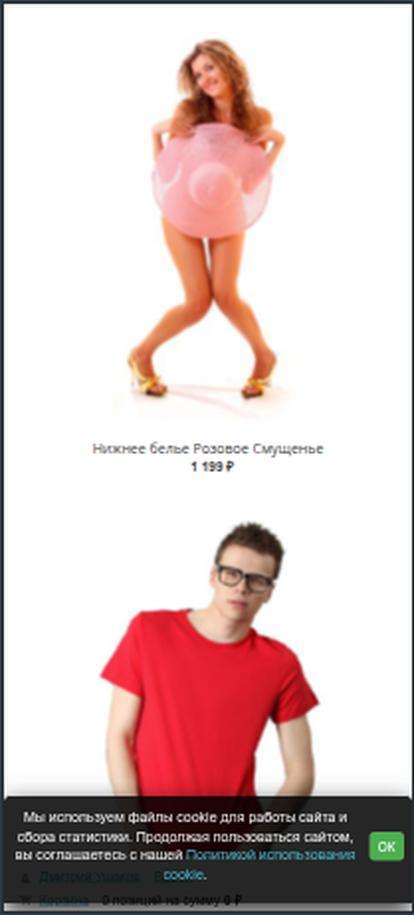 Нижнее белье Розовое Смущенье
1 199 ₽
Мы используем файлы cookie для работы сайта и
сбора статистики. Продолжая пользоваться сайтом,
вы соглашаетесь с нашей Политикой использования
cookie.
ОК
Дмитрий Ушаков
Корзина 0 позиций на сумму 0 ₽